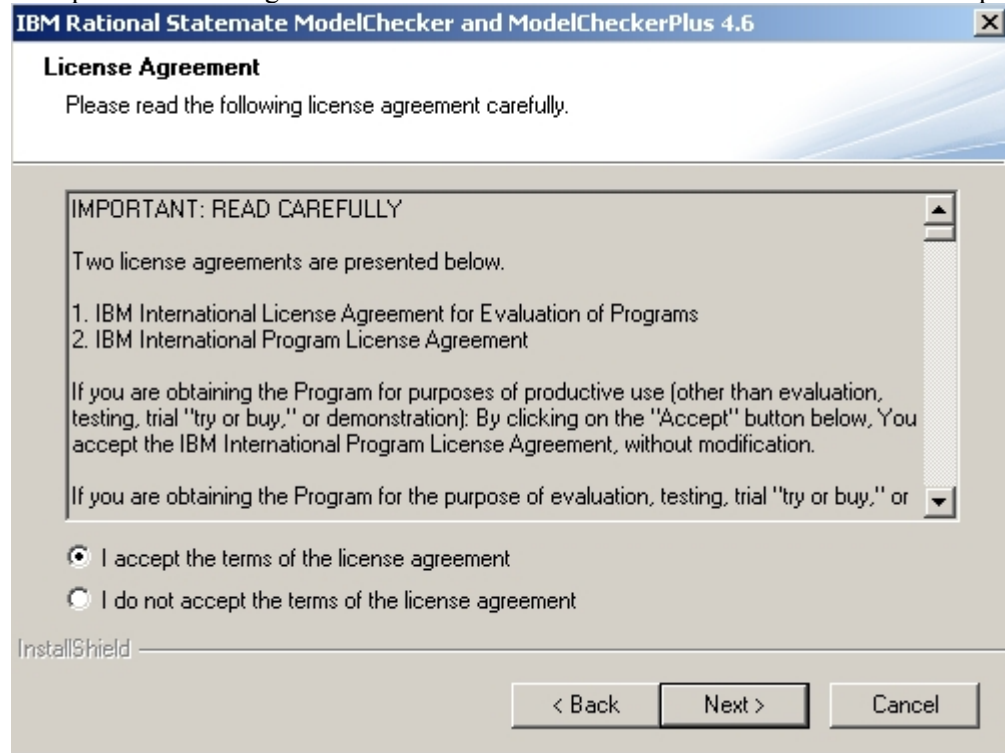 IBM Rational Statemate ModelChecker and ModelCheckerPlus 4.6
License Agreement
Please read the following license agreement carefully.
IMPORTANT: READ CAREFULLY
Two license agreements are presented below.
1. IBM International License Agreement for Evaluation of Programs
2. IBM International Program License Agreement
If you are obtaining the Program for purposes of productive use (other than evaluation,
testing, trial "try or buy," or demonstration): By clicking on the "Accept" button below, You
accept the IBM International Program License Agreement, without modification.
If you are obtaining the Program for the purpose of evaluation, testing, trial "try or buy," or
I accept the terms of the license agreement
I do not accept the terms of the license agreement
InstallShield
< Back
Next >
Cancel